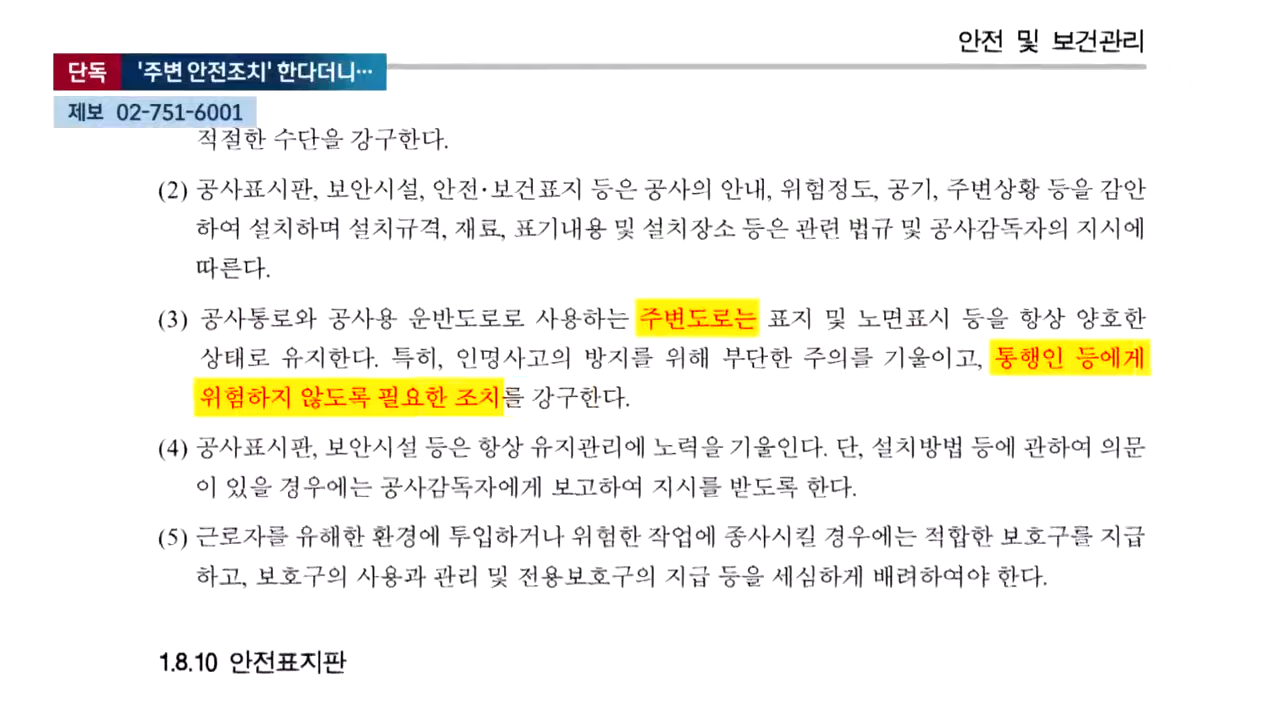 안전 및 보건관리
단독 '주변 안전조치' 한다더니…
제보 02-751-6001
적절한 수단을 강구한다.
(2) 공사표시판, 보안시설, 안전·보건표지 등은 공사의 안내, 위험정도, 공기, 주변상황 등을 감안
하여 설치하며 설치규격, 재료, 표기내용 및 설치장소 등은 관련 법규 및 공사감독자의 지시에
따른다.
(3) 공사통로와 공사용 운반도로로 사용하는 주변도로는 표지 및 노면표시 등을 항상 양호한
상태로 유지한다. 특히, 인명사고의 방지를 위해 부단한 주의를 기울이고, 통행인 등에게
위험하지 않도록 필요한 조치를 강구한다.
(4) 공사표시판, 보안시설 등은 항상 유지관리에 노력을 기울인다. 단, 설치방법 등에 관하여 의문
이 있을 경우에는 공사감독자에게 보고하여 지시를 받도록 한다.
(5) 근로자를 유해한 환경에 투입하거나 위험한 작업에 종사시킬 경우에는 적합한 보호구를 지급
하고, 보호구의 사용과 관리 및 전용보호구의 지급 등을 세심하게 배려하여야 한다.
1.8.10 안전표지판